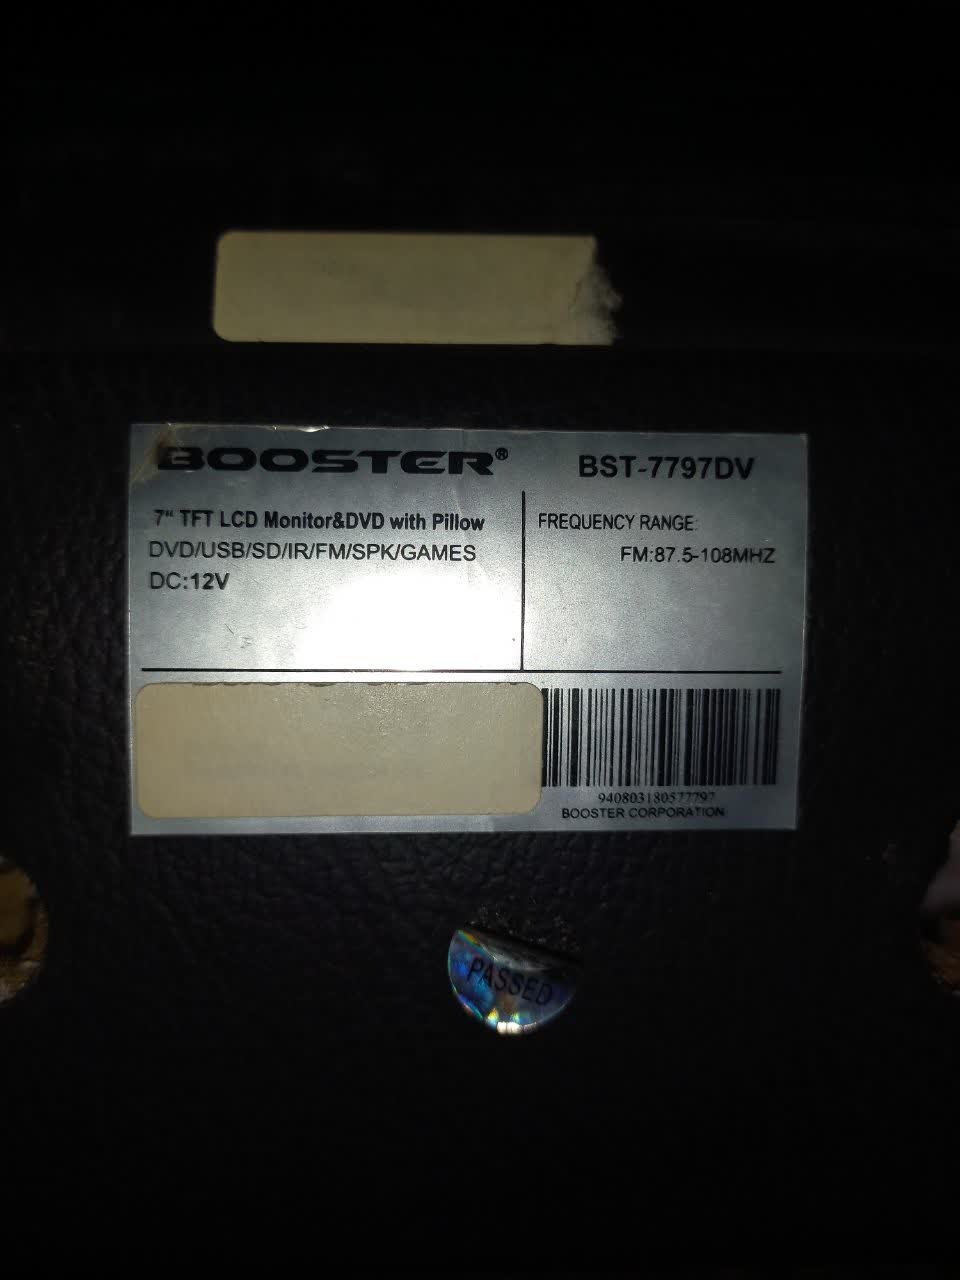 BOOSTER®
BST-7797DV
7" TFT LCD Monitor&DVD with Pillow
DVD/USB/SD/IR/FM/SPK/GAMES
DC:12V
FREQUENCY RANGE:
FM:87.5-108MHZ
940803180577797
BOOSTER CORPORATION
PASSED